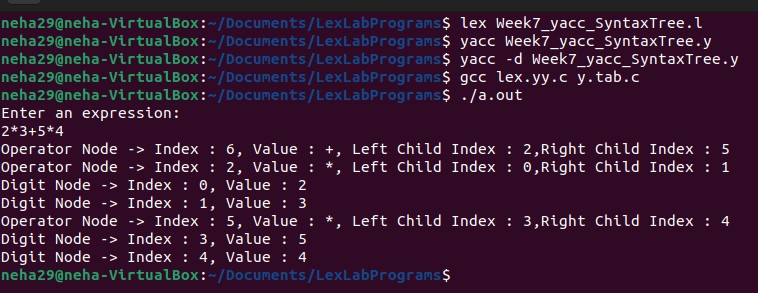 neha29@neha-VirtualBox:~/Documents/LexLabPrograms$ lex Week7_yacc_SyntaxTree.l
neha29@neha-VirtualBox:~/Documents/LexLabPrograms$ yacc Week7_yacc_SyntaxTree.y
neha29@neha-VirtualBox:~/Documents/LexLabPrograms$ yacc -d Week7_yacc_SyntaxTree.y
neha29@neha-VirtualBox:~/Documents/LexLabPrograms$ gcc lex.yy.c y.tab.c
neha29@neha-VirtualBox:~/Documents/LexLabPrograms$ ./a.out
Enter an expression:
2*3+5*4
Operator Node -> Index : 6, Value : +, Left Child Index : 2,Right Child Index : 5
Operator Node -> Index : 2, Value : *, Left Child Index : 0,Right Child Index : 1
Digit Node -> Index : 0, Value : 2
Digit Node -> Index : 1, Value : 3
Operator Node -> Index : 5, Value : *, Left Child Index : 3,Right Child Index : 4
Digit Node -> Index : 3, Value : 5
Digit Node -> Index : 4, Value : 4
neha29@neha-VirtualBox:~/Documents/LexLabPrograms$